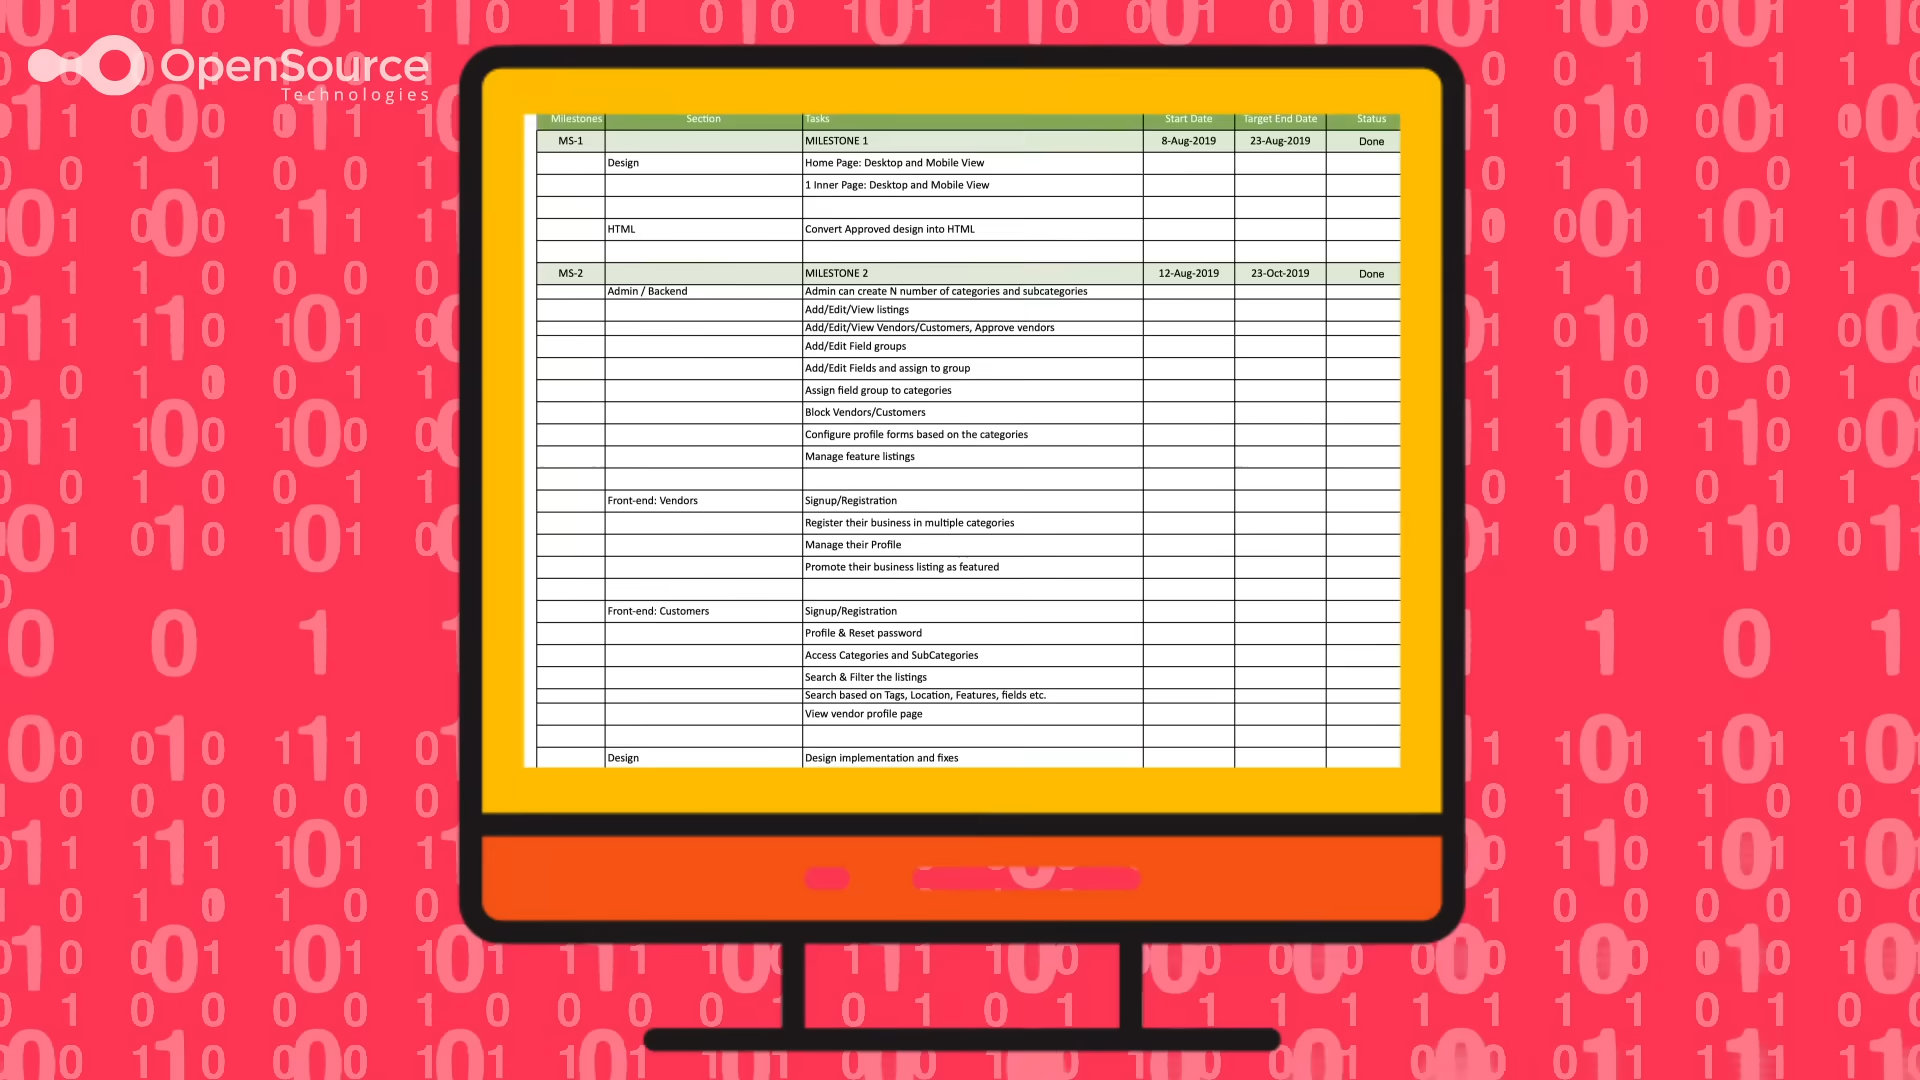 OpenSource
Technologies
Milestones Section Tasks Start Date Target End Date Status
MS-1 MILESTONE 1 8-Aug-2019 23-Aug-2019 Done
Design Home Page: Desktop and Mobile View
1 Inner Page: Desktop and Mobile View
HTML Convert Approved design into HTML
MS-2 MILESTONE 2 12-Aug-2019 23-Oct-2019 Done
Admin / Backend Admin can create N number of categories and subcategories
Add/Edit/View listings
Add/Edit/View Vendors/Customers, Approve vendors
Add/Edit Field groups
Add/Edit Fields and assign to group
Assign field group to categories
Block Vendors/Customers
Configure profile forms based on the categories
Manage feature listings
Front-end: Vendors Signup/Registration
Register their business in multiple categories
Manage their Profile
Promote their business listing as featured
Front-end: Customers Signup/Registration
Profile & Reset password
Access Categories and SubCategories
Search & Filter the listings
Search based on Tags, Location, Features, fields etc.
View vendor profile page
Design Design implementation and fixes